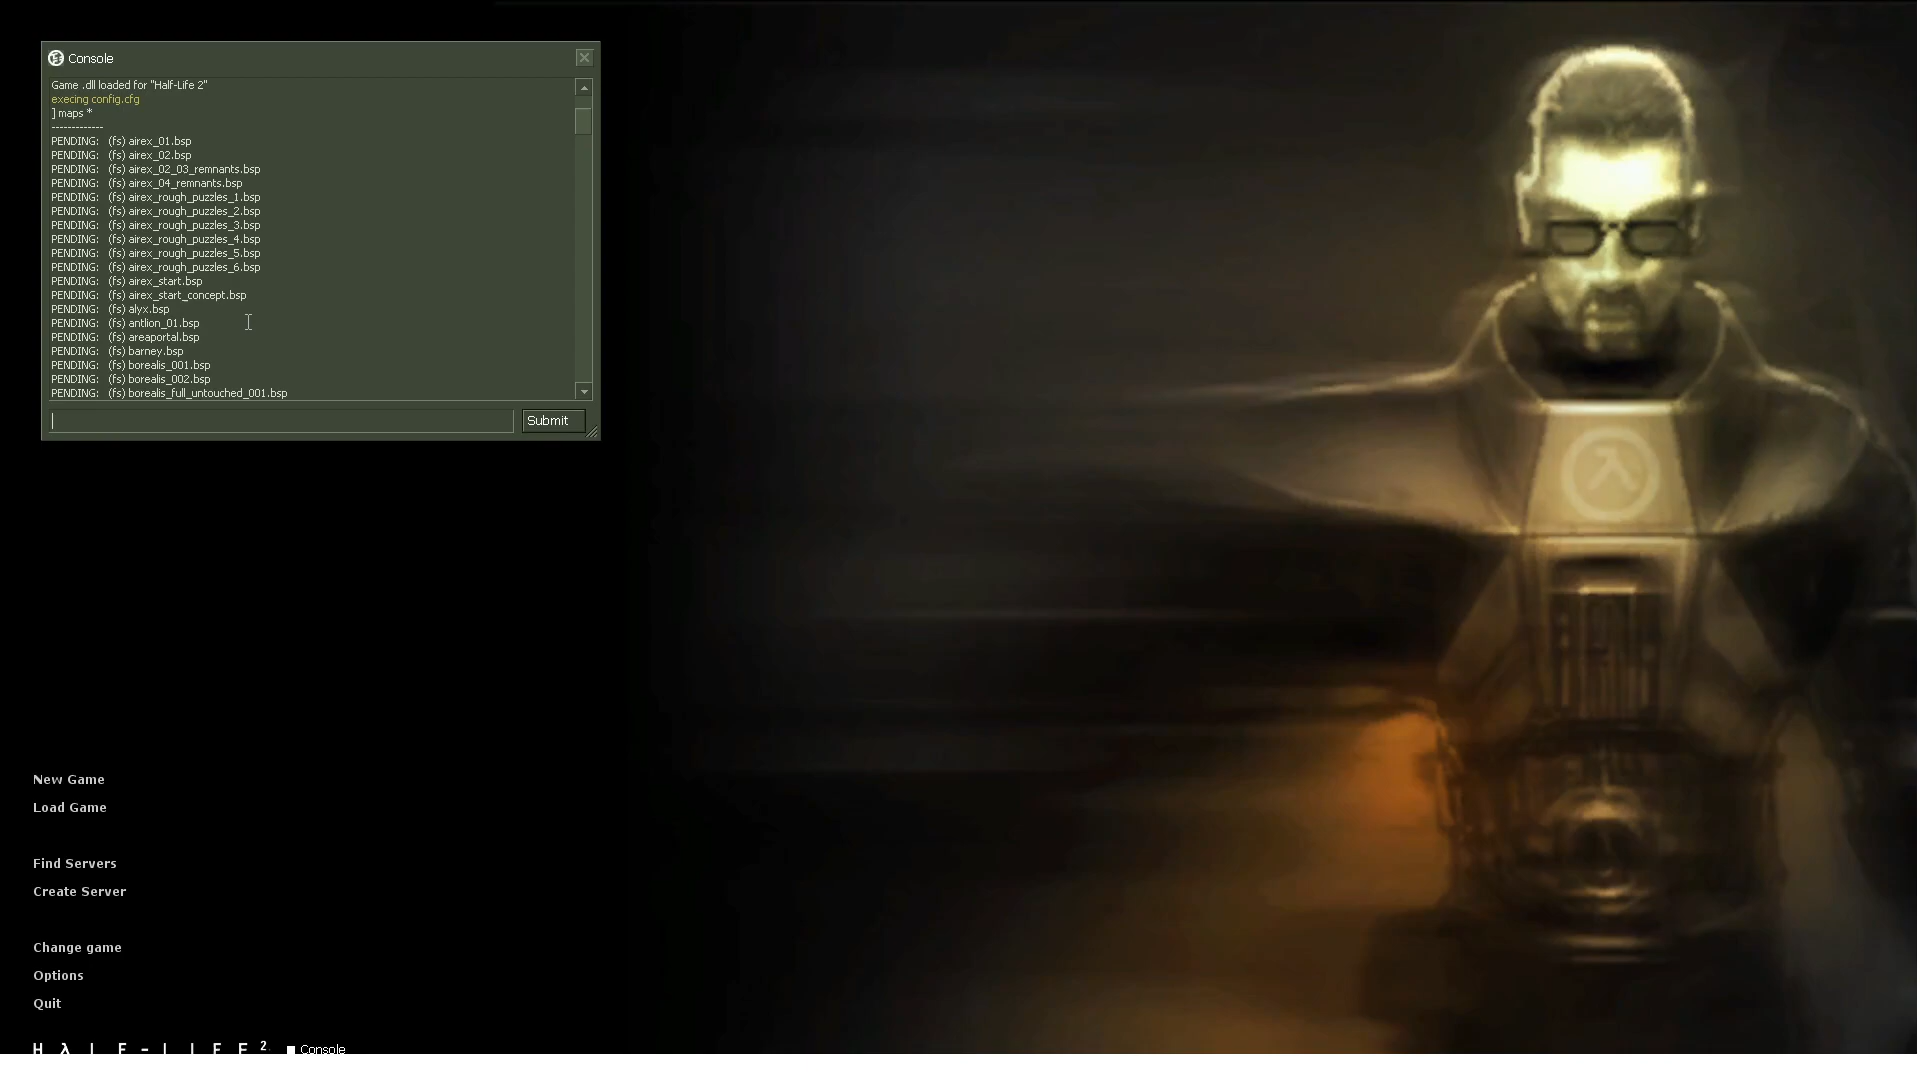 Console
Game .dll loaded for "Half-Life 2"
execing config.cfg
] maps *
-------------
PENDING:   (fs) airex_01.bsp
PENDING:   (fs) airex_02.bsp
PENDING:   (fs) airex_02_03_remnants.bsp
PENDING:   (fs) airex_04_remnants.bsp
PENDING:   (fs) airex_rough_puzzles_1.bsp
PENDING:   (fs) airex_rough_puzzles_2.bsp
PENDING:   (fs) airex_rough_puzzles_3.bsp
PENDING:   (fs) airex_rough_puzzles_4.bsp
PENDING:   (fs) airex_rough_puzzles_5.bsp
PENDING:   (fs) airex_rough_puzzles_6.bsp
PENDING:   (fs) airex_start.bsp
PENDING:   (fs) airex_start_concept.bsp
PENDING:   (fs) alyx.bsp
PENDING:   (fs) antlion_01.bsp
PENDING:   (fs) areaportal.bsp
PENDING:   (fs) barney.bsp
PENDING:   (fs) borealis_001.bsp
PENDING:   (fs) borealis_002.bsp
PENDING:   (fs) borealis_full_untouched_001.bsp
Submit
New Game
Load Game
Find Servers
Create Server
Change game
Options
Quit
HλLF-LIFE2 Console